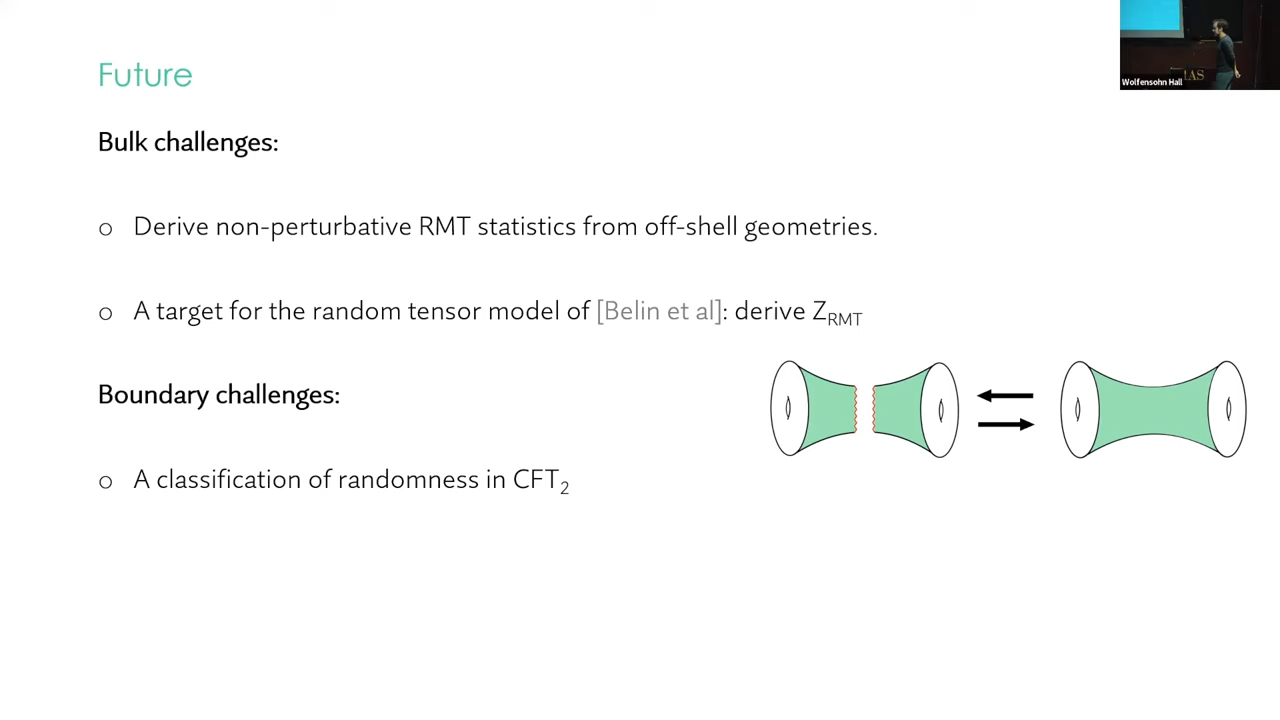 Future
Bulk challenges:
o Derive non-perturbative RMT statistics from off-shell geometries.
o A target for the random tensor model of [Belin et al]: derive Z_RMT
Boundary challenges:
o A classification of randomness in CFT_2
Wolfensohn Hall
IAS